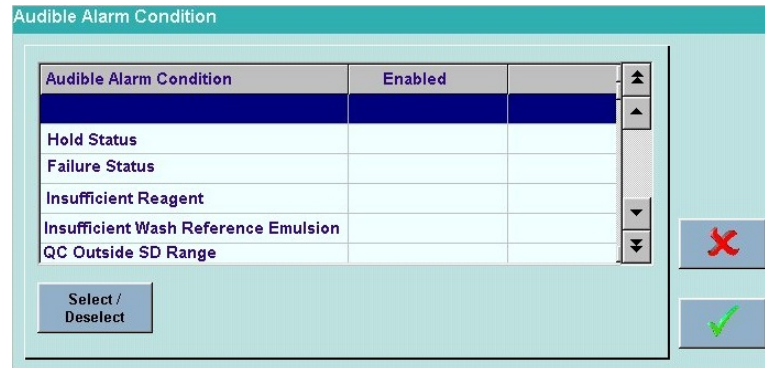 Audible Alarm Condition
Audible Alarm Condition Enabled
Hold Status
Failure Status
Insufficient Reagent
Insufficient Wash Reference Emulsion
QC Outside SD Range
Select /
Deselect